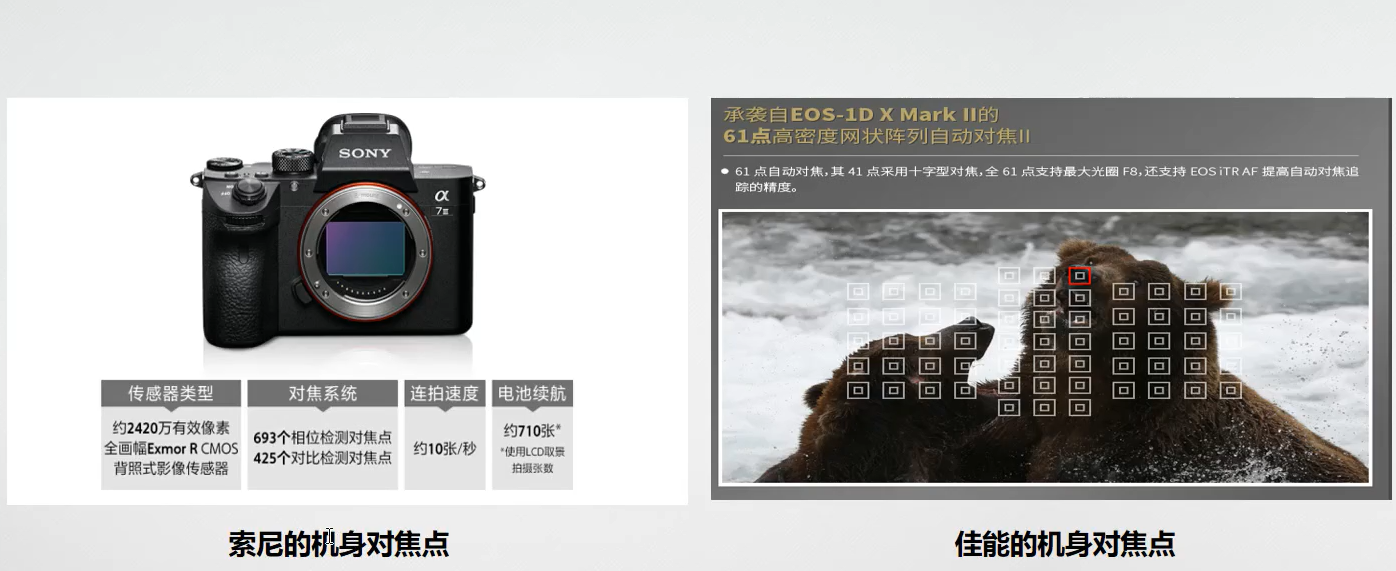 SONY
α
7III
传感器类型
约2420万有效像素
全画幅Exmor R CMOS
背照式影像传感器
对焦系统
693个相位检测对焦点
425个对比检测对焦点
连拍速度
约10张/秒
电池续航
约710张*
*使用LCD取景
拍摄张数
索尼的机身对焦点
承袭自EOS-1D X Mark II的
61点高密度网状阵列自动对焦II
● 61 点自动对焦,其 41 点采用十字型对焦,全 61 点支持最大光圈 F8,还支持 EOS iTR AF 提高自动对焦追
踪的精度。
佳能的机身对焦点